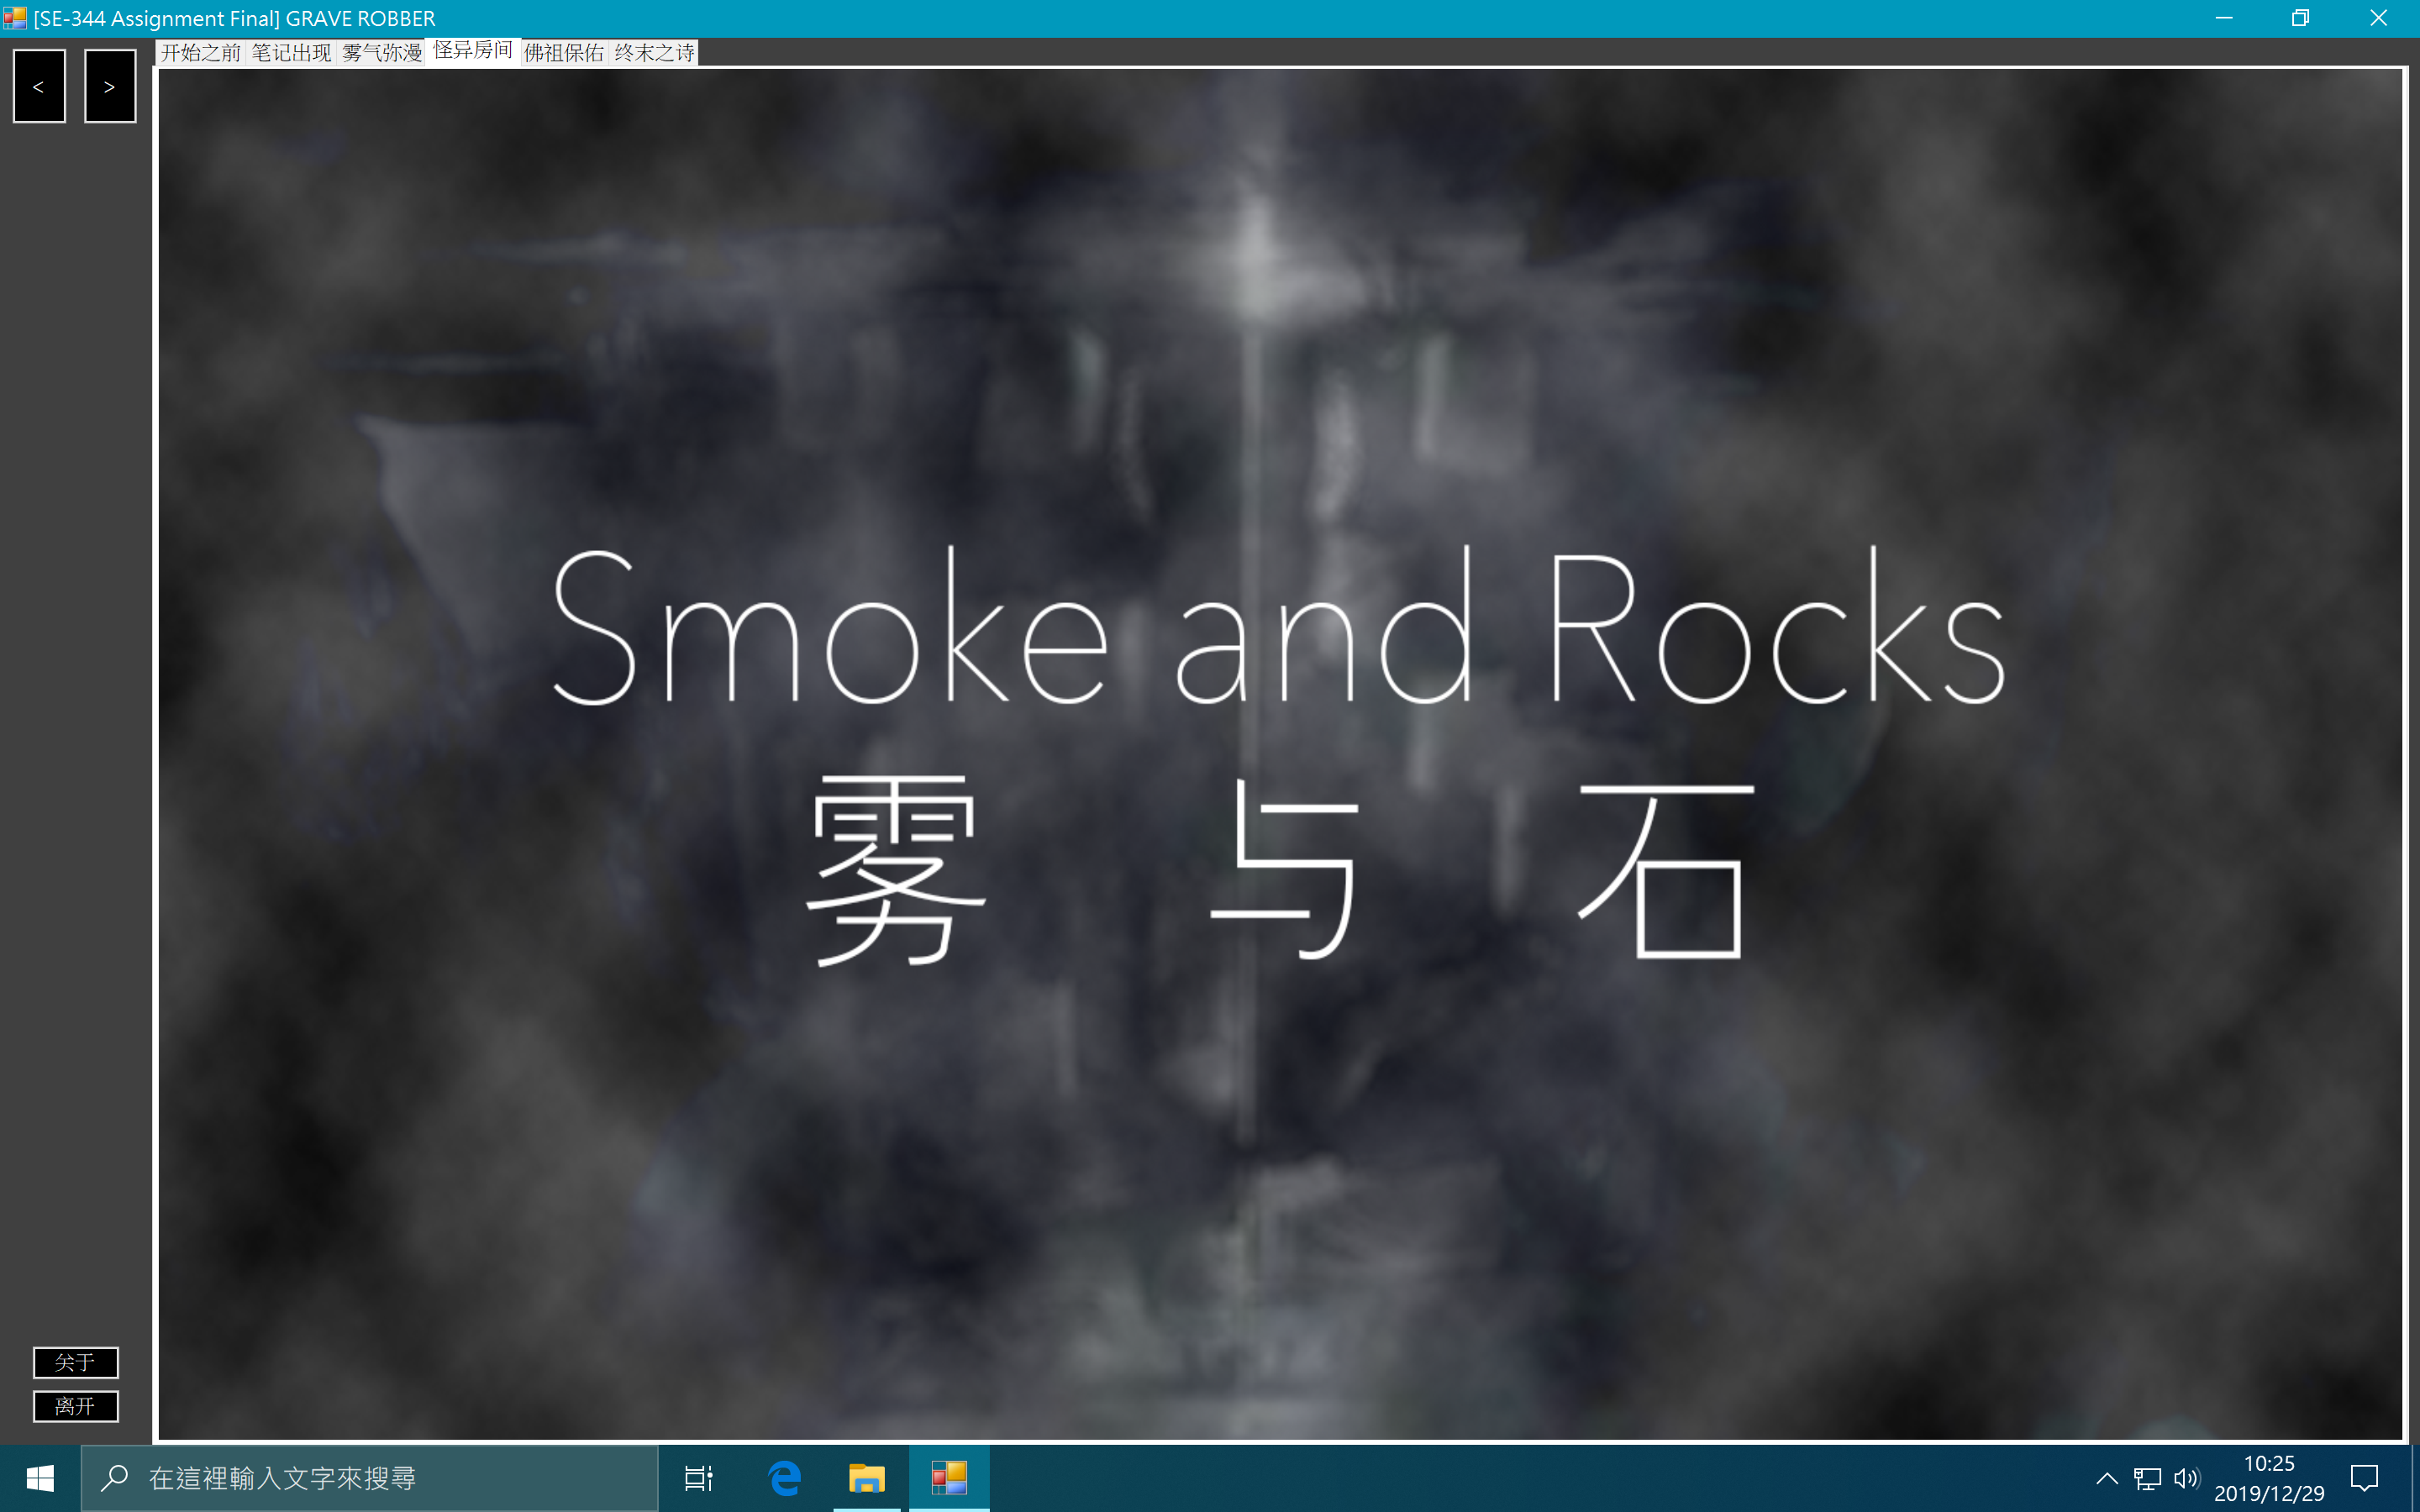 [SE-344 Assignment Final] GRAVE ROBBER
< >
开始之前 笔记出现 雾气弥漫 怪异房间 佛祖保佑 终末之诗
Smoke and Rocks
雾 与 石
关于
离开
在這裡輸入文字來搜尋
10:25
2019/12/29